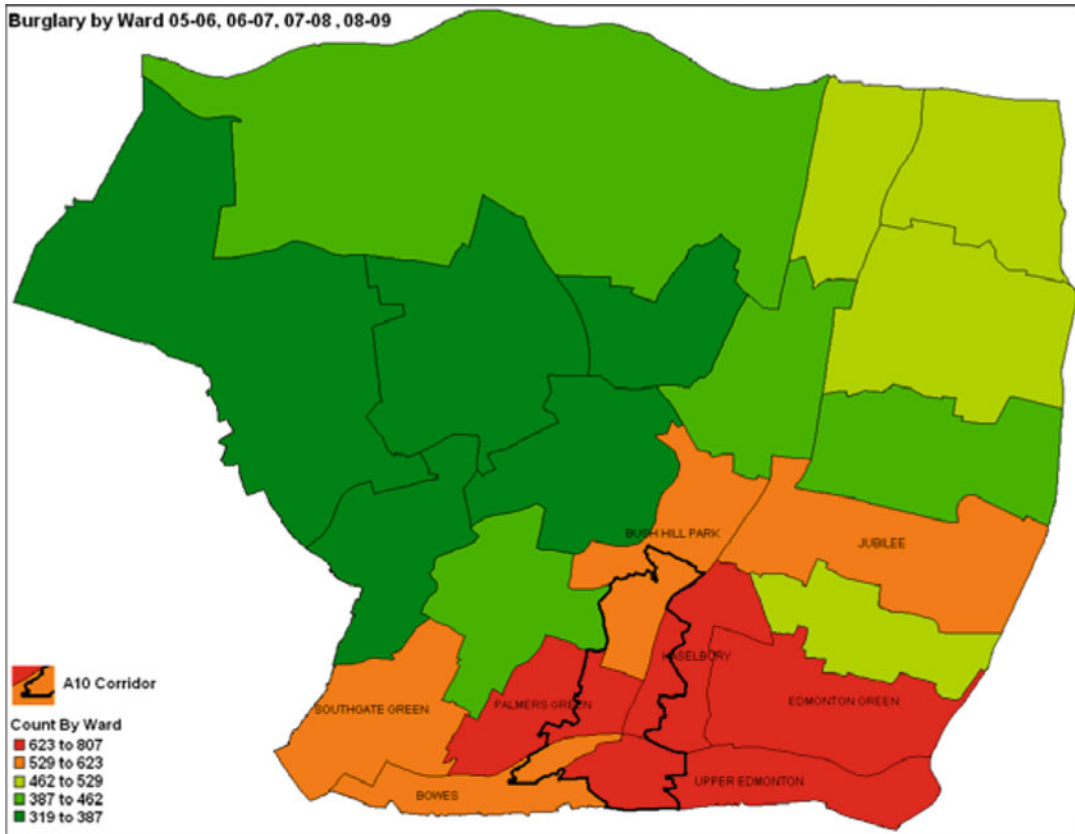 Burglary by Ward 05-06, 06-07, 07-08 , 08-09
BUSH HILL PARK
JUBILEE
HASELBURY
EDMONTON GREEN
PALMERS GREEN
SOUTHGATE GREEN
UPPER EDMONTON
BOWES
A10 Corridor
Count By Ward
623 to 807
529 to 623
462 to 529
387 to 462
319 to 387